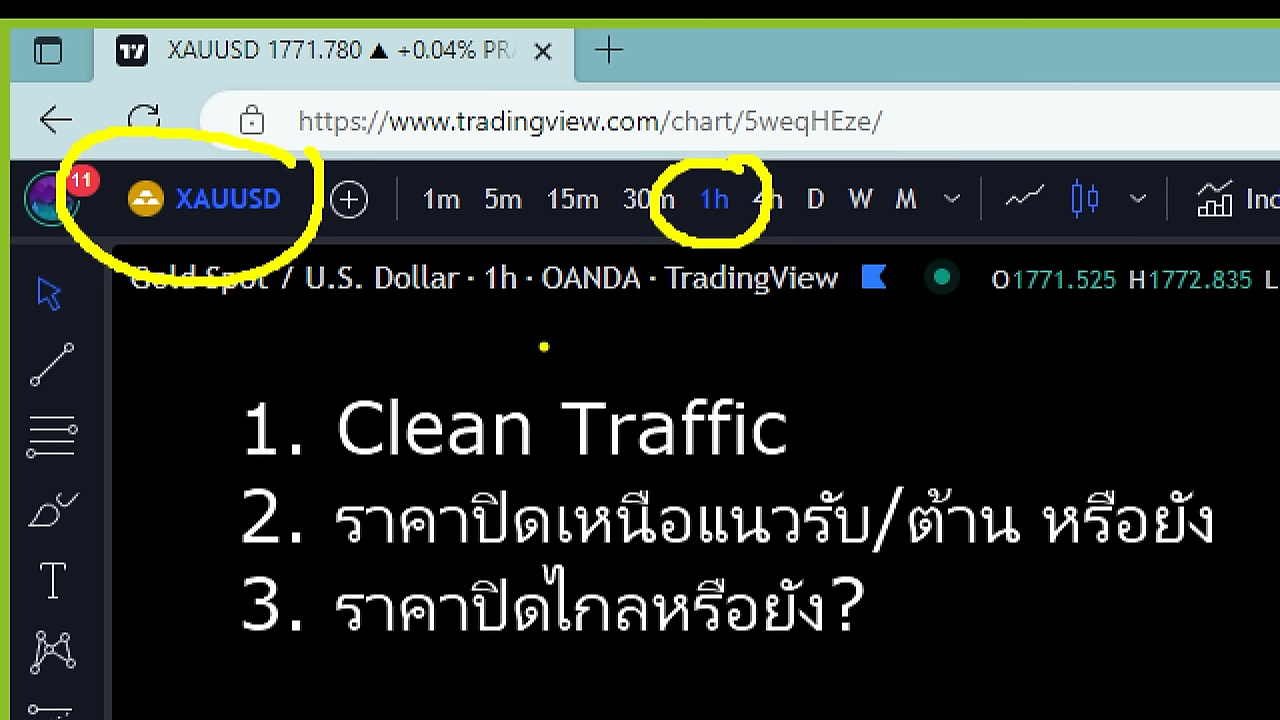 XAUUSD 1771.780 ▲ +0.04% PR
https://www.tradingview.com/chart/5weqHEze/
11 XAUUSD 1m 5m 15m 30m 1h 4h D W M
Gold Spot / U.S. Dollar · 1h · OANDA · TradingView O1771.525 H1772.835 L
1. Clean Traffic
2. ราคาปิดเหนือแนวรับ/ต้าน หรือยัง
3. ราคาปิดไกลหรือยัง?